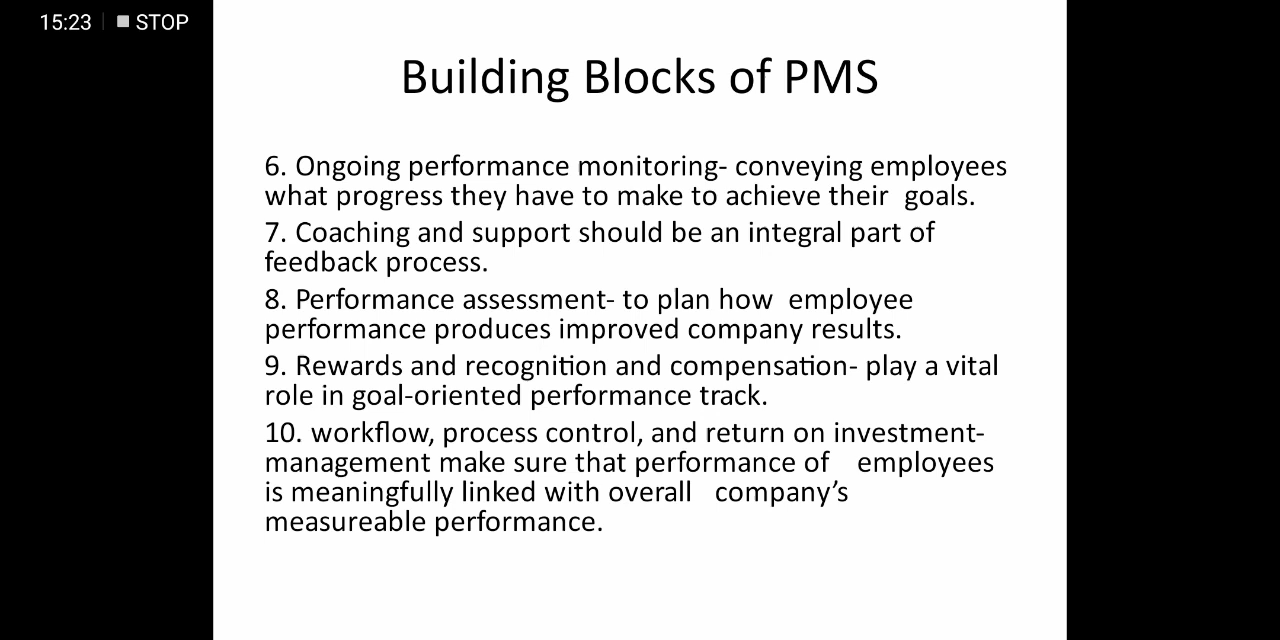 15:23 STOP
Building Blocks of PMS
6. Ongoing performance monitoring- conveying employees
what progress they have to make to achieve their goals.
7. Coaching and support should be an integral part of
feedback process.
8. Performance assessment- to plan how employee
performance produces improved company results.
9. Rewards and recognition and compensation- play a vital
role in goal-oriented performance track.
10. workflow, process control, and return on investment-
management make sure that performance of employees
is meaningfully linked with overall company’s
measureable performance.